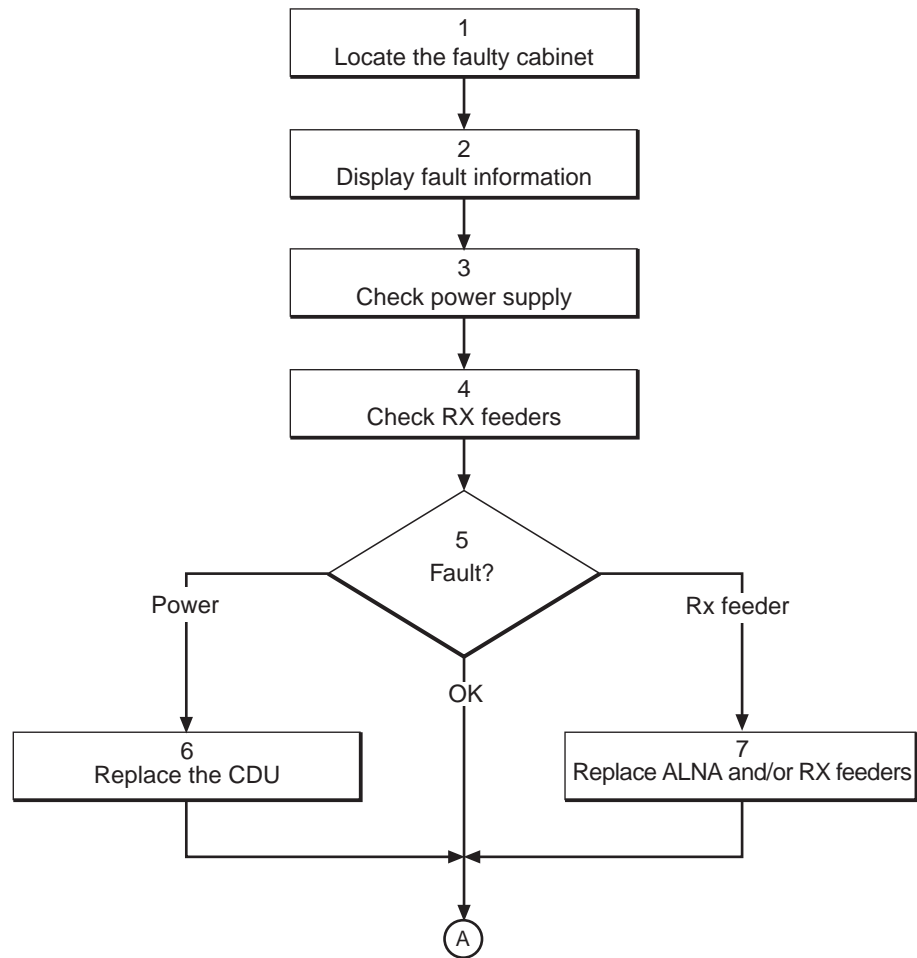 1
Locate the faulty cabinet
2
Display fault information
3
Check power supply
4
Check RX feeders
5
Fault?
Power
Rx feeder
OK
6
Replace the CDU
7
Replace ALNA and/or RX feeders
A